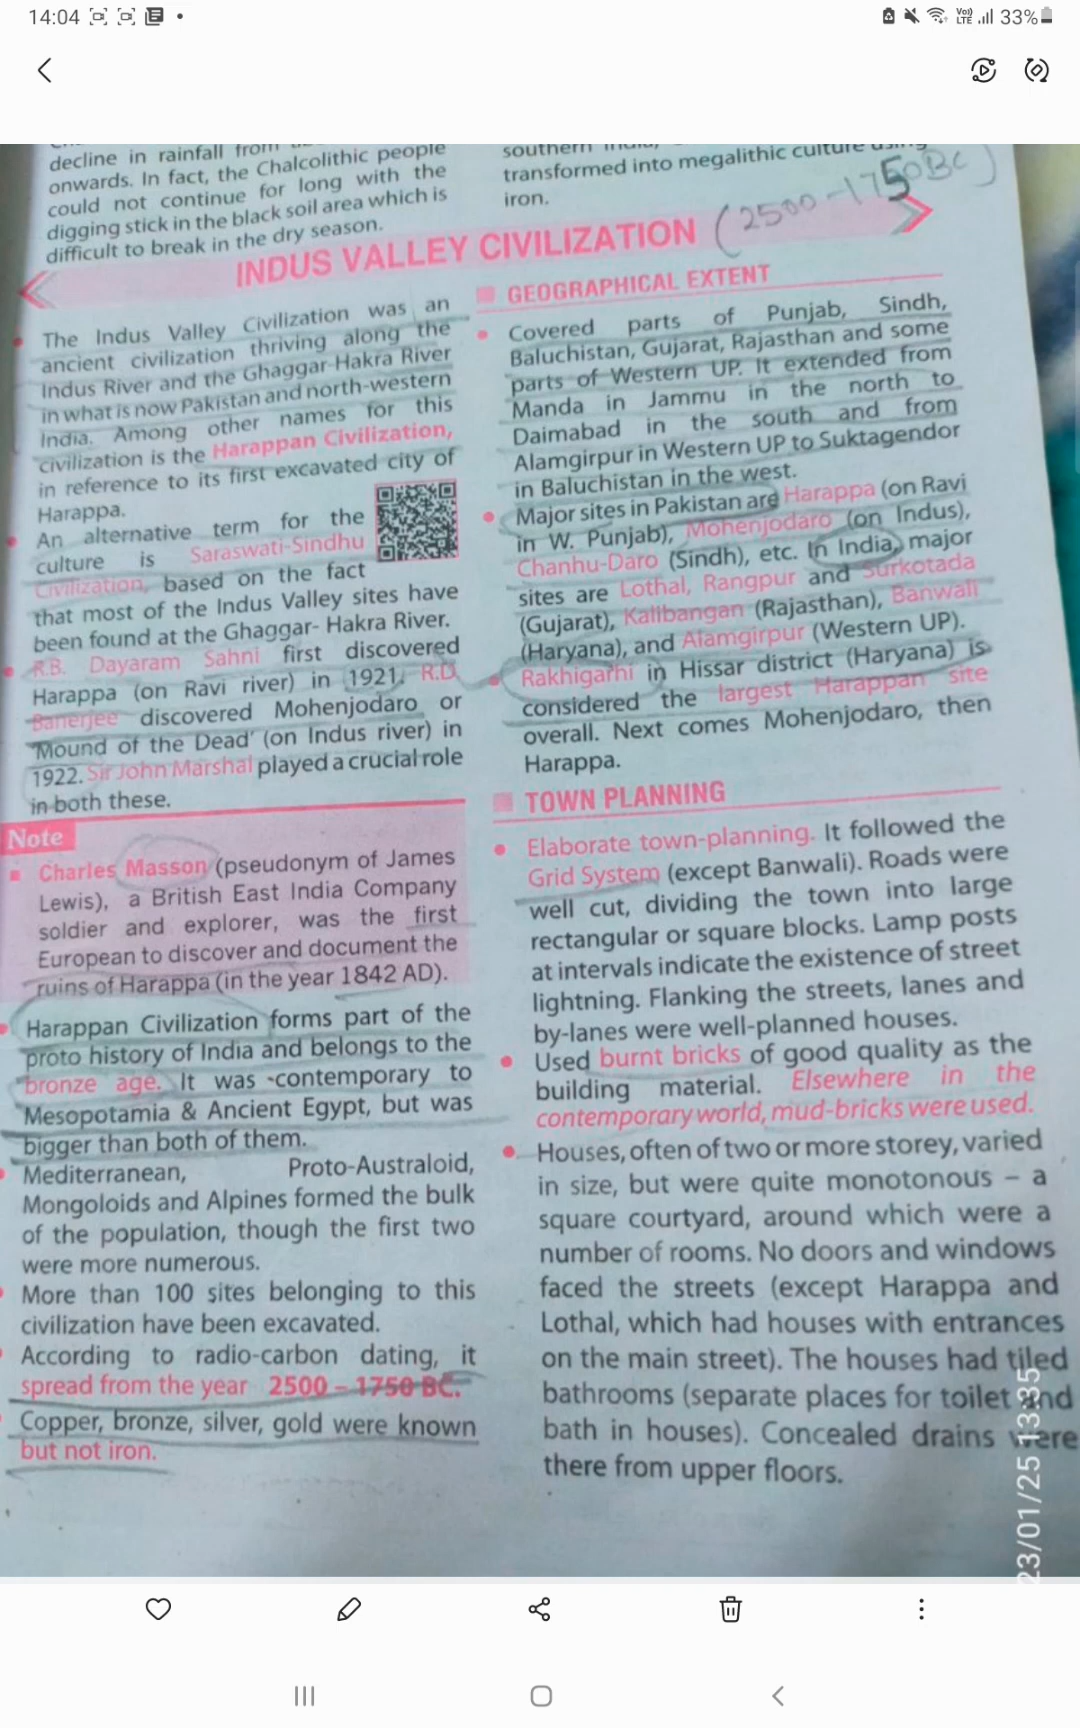 14:04
33%
decline in rainfall from
onwards. In fact, the Chalcolithic people
could not continue for long with the
digging stick in the black soil area which is
difficult to break in the dry season.
southern
transformed into megalithic culture using
iron.
INDUS VALLEY CIVILIZATION (2500-1750BC)
The Indus Valley Civilization was an
ancient civilization thriving along the
Indus River and the Ghaggar-Hakra River
in what is now Pakistan and north-western
India. Among other names for this
civilization is the Harappan Civilization,
in reference to its first excavated city of
Harappa.
An alternative term for the
culture is Saraswati-Sindhu
Civilization, based on the fact
that most of the Indus Valley sites have
been found at the Ghaggar- Hakra River.
R.B. Dayaram Sahni first discovered
Harappa (on Ravi river) in 1921. R.D.
Banerjee discovered Mohenjodaro or
'Mound of the Dead' (on Indus river) in
1922. Sir John Marshal played a crucial role
in both these.
Note
Charles Masson (pseudonym of James
Lewis), a British East India Company
soldier and explorer, was the first
European to discover and document the
ruins of Harappa (in the year 1842 AD).
Harappan Civilization forms part of the
proto history of India and belongs to the
bronze age. It was contemporary to
Mesopotamia & Ancient Egypt, but was
bigger than both of them.
Mediterranean, Proto-Australoid,
Mongoloids and Alpines formed the bulk
of the population, though the first two
were more numerous.
More than 100 sites belonging to this
civilization have been excavated.
According to radio-carbon dating, it
spread from the year 2500 – 1750 BC.
Copper, bronze, silver, gold were known
but not iron.
GEOGRAPHICAL EXTENT
Covered parts of Punjab, Sindh,
Baluchistan, Gujarat, Rajasthan and some
parts of Western UP. It extended from
Manda in Jammu in the north to
Daimabad in the south and from
Alamgirpur in Western UP to Suktagendor
in Baluchistan in the west.
Major sites in Pakistan are Harappa (on Ravi
in W. Punjab), Mohenjodaro (on Indus),
Chanhu-Daro (Sindh), etc. In India, major
sites are Lothal, Rangpur and Surkotada
(Gujarat), Kalibangan (Rajasthan), Banwali
(Haryana), and Alamgirpur (Western UP).
Rakhigarhi in Hissar district (Haryana) is
considered the largest Harappan site
overall. Next comes Mohenjodaro, then
Harappa.
TOWN PLANNING
Elaborate town-planning. It followed the
Grid System (except Banwali). Roads were
well cut, dividing the town into large
rectangular or square blocks. Lamp posts
at intervals indicate the existence of street
lightning. Flanking the streets, lanes and
by-lanes were well-planned houses.
Used burnt bricks of good quality as the
building material. Elsewhere in the
contemporary world, mud-bricks were used.
Houses, often of two or more storey, varied
in size, but were quite monotonous – a
square courtyard, around which were a
number of rooms. No doors and windows
faced the streets (except Harappa and
Lothal, which had houses with entrances
on the main street). The houses had tiled
bathrooms (separate places for toilet and
bath in houses). Concealed drains were
there from upper floors.
23/01/25 13:35